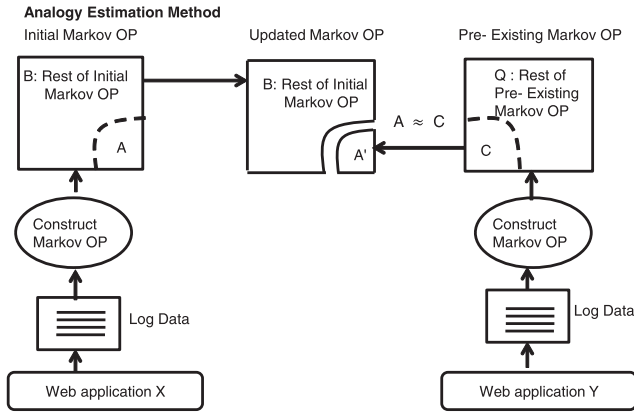 Analogy Estimation Method
Initial Markov OP
Updated Markov OP
Pre- Existing Markov OP
B: Rest of Initial
Markov OP
A
B: Rest of Initial
Markov OP
A'
A ≈ C
Q : Rest of
Pre- Existing
Markov OP
C
Construct
Markov OP
Construct
Markov OP
Log Data
Log Data
Web application X
Web application Y